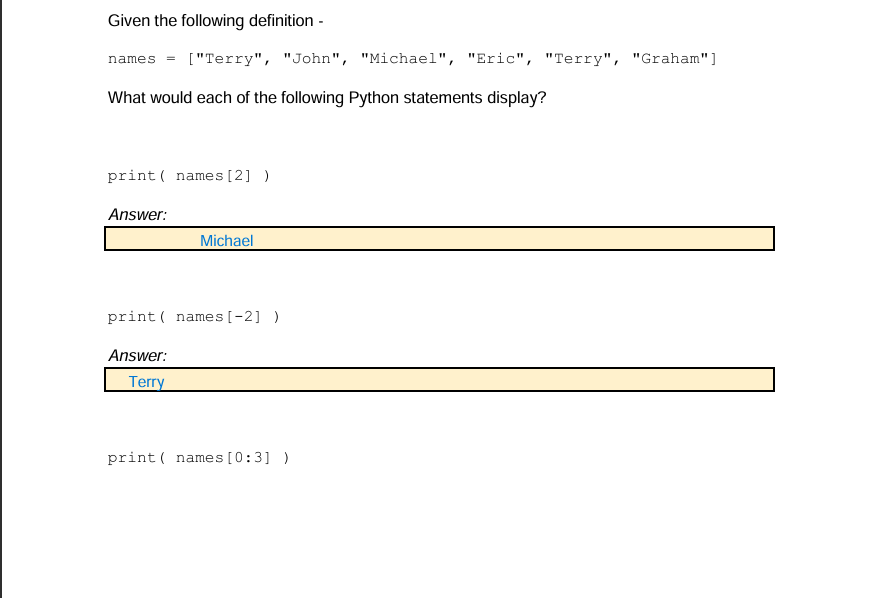 Given the following definition -
names = ["Terry", "John", "Michael", "Eric", "Terry", "Graham"]
What would each of the following Python statements display?
print( names[2] )
Answer:
Michael
print( names[-2] )
Answer:
Terry
print( names[0:3] )